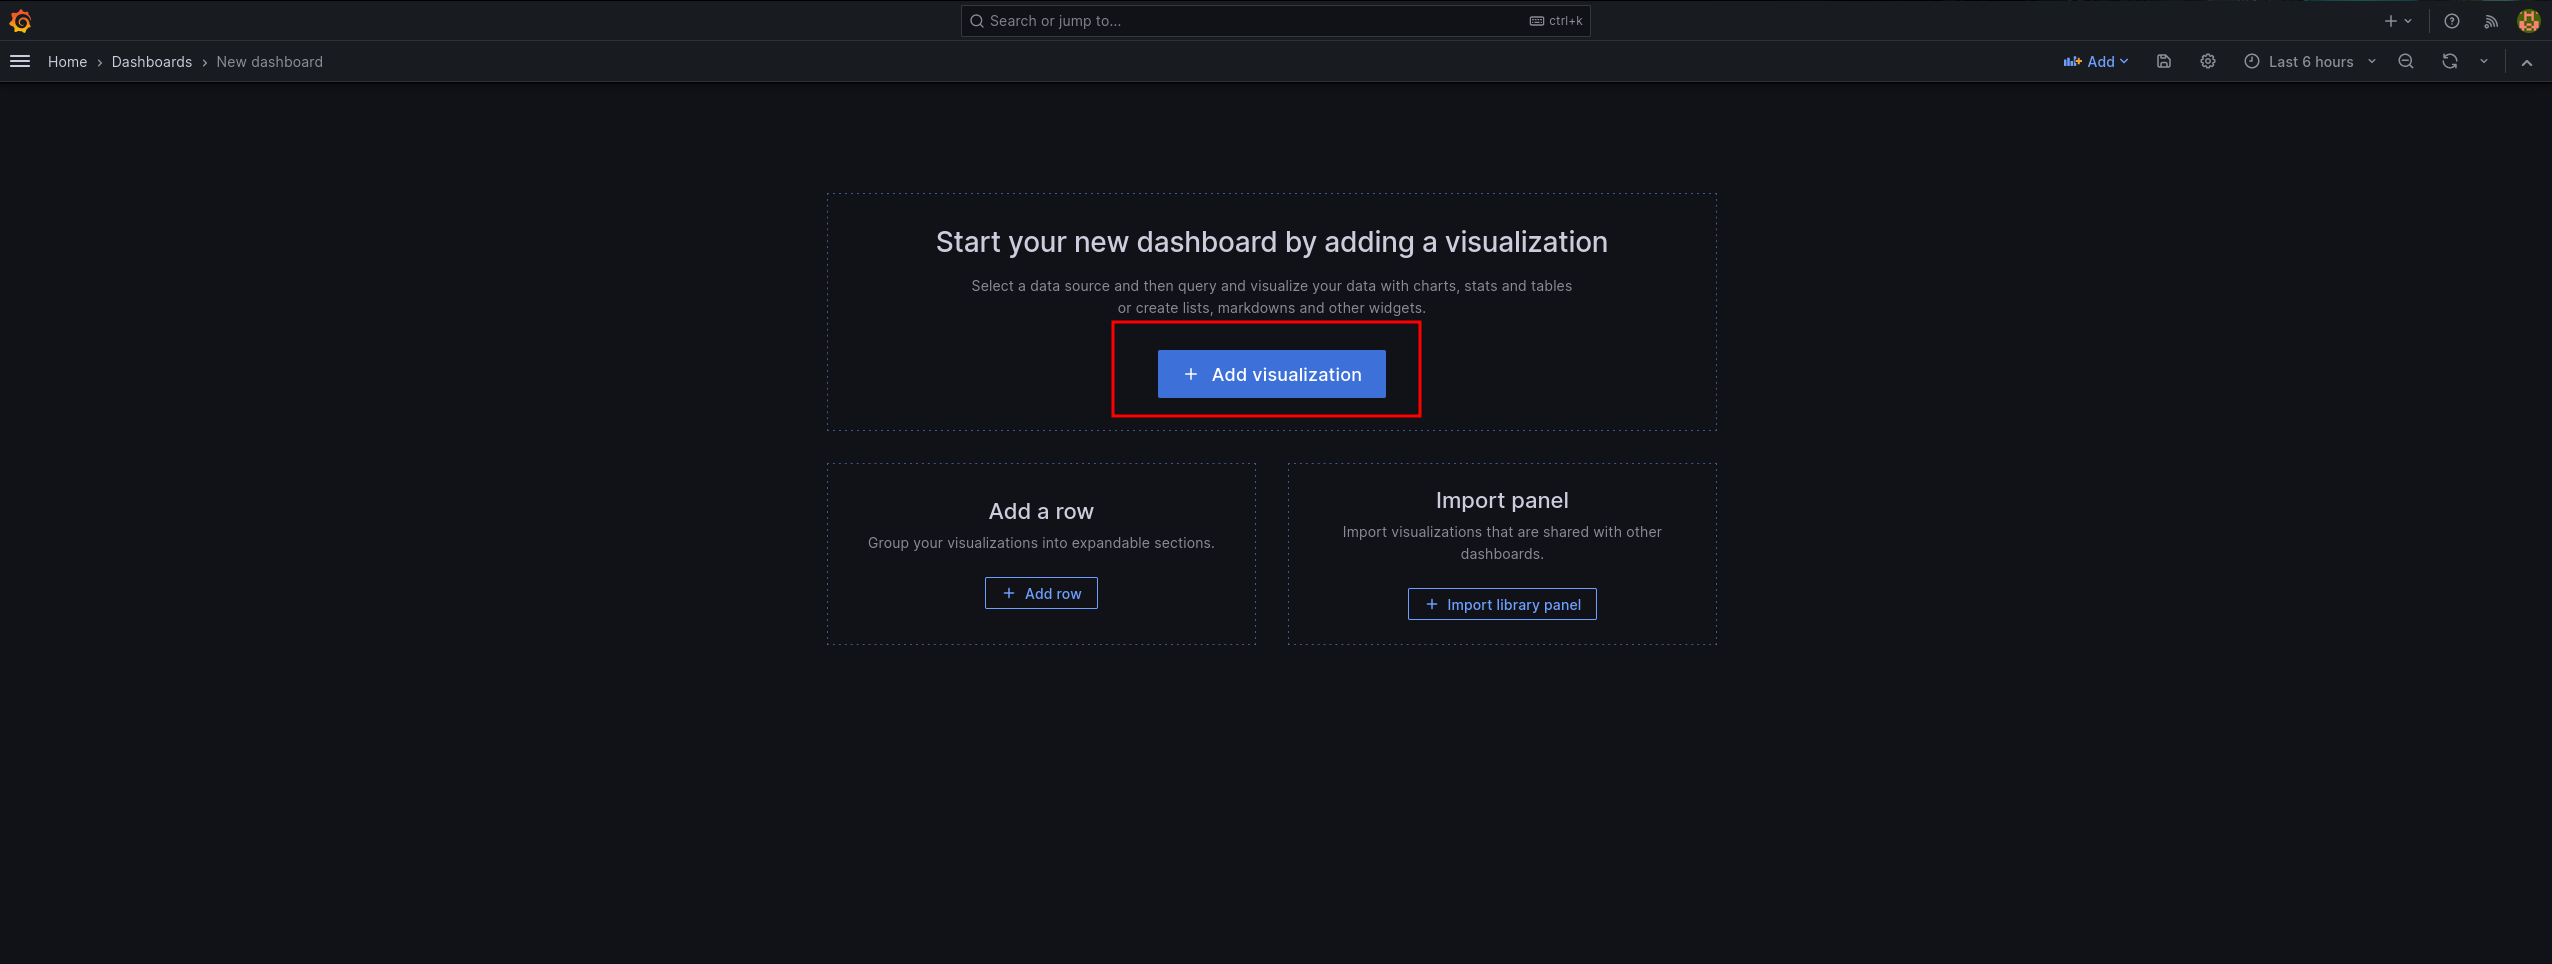 Search or jump to...
ctrl+k
Home › Dashboards › New dashboard
Add
Last 6 hours
Start your new dashboard by adding a visualization
Select a data source and then query and visualize your data with charts, stats and tables
or create lists, markdowns and other widgets.
+ Add visualization
Add a row
Group your visualizations into expandable sections.
+ Add row
Import panel
Import visualizations that are shared with other
dashboards.
+ Import library panel